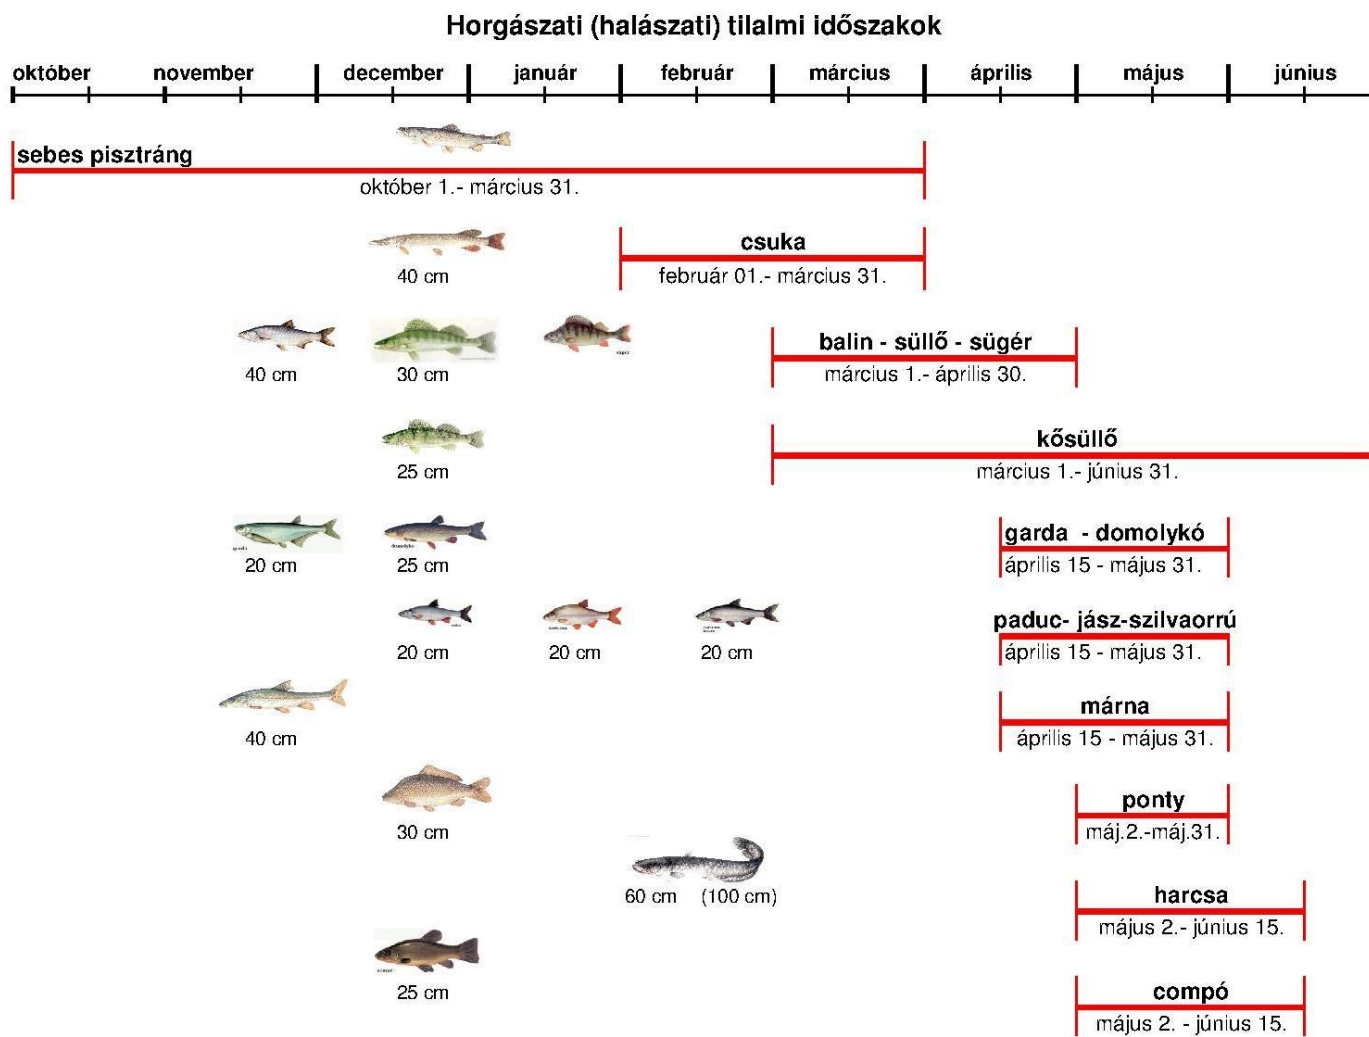 Horgászati (halászati) tilalmi időszakok
október november december január február március április május június
sebes pisztráng
október 1.- március 31.
csuka
40 cm
február 01.- március 31.
balin - süllő - sügér
40 cm 30 cm
március 1.- április 30.
kősüllő
25 cm
március 1.- június 31.
garda - domolykó
garda
domolykó
20 cm 25 cm
április 15 - május 31.
paduc- jász-szilvaorrú
20 cm 20 cm 20 cm
április 15 - május 31.
márna
április 15 - május 31.
40 cm
ponty
30 cm
máj.2.-máj.31.
harcsa
60 cm (100 cm)
május 2.- június 15.
compó
25 cm
május 2. - június 15.